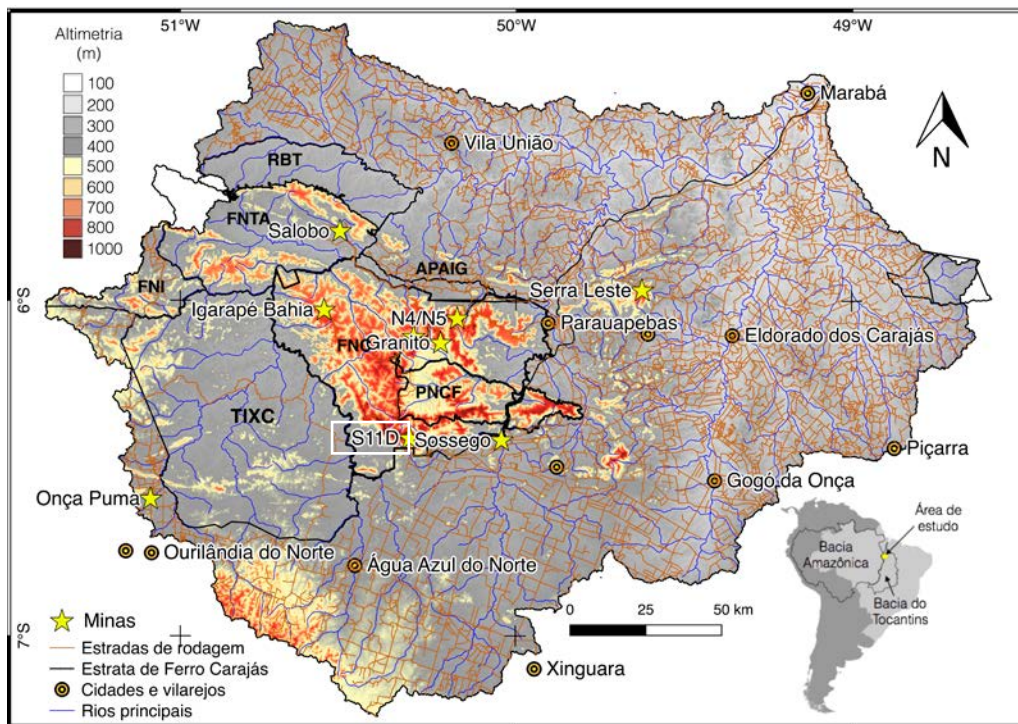 51°W
50°W
49°W
Altimetria
(m)
100
200
300
400
500
600
700
800
1000
Marabá
Vila União
N
RBT
FNTA
Salobo
APAIG
FNI
Serra Leste
6°S
Igarapé Bahia
N4/N5
Parauapebas
Granito
Eldorado dos Carajás
PNCF
TIXC
S11D
Sossego
Piçarra
Gogó da Onça
Onça Puma
Área de
estudo
Bacia
Amazônica
Ourilândia do Norte
Água Azul do Norte
Bacia do
Tocantins
0 25 50 km
Minas
Estradas de rodagem
7°S
Estrata de Ferro Carajás
Cidades e vilarejos
Xinguara
Rios principais